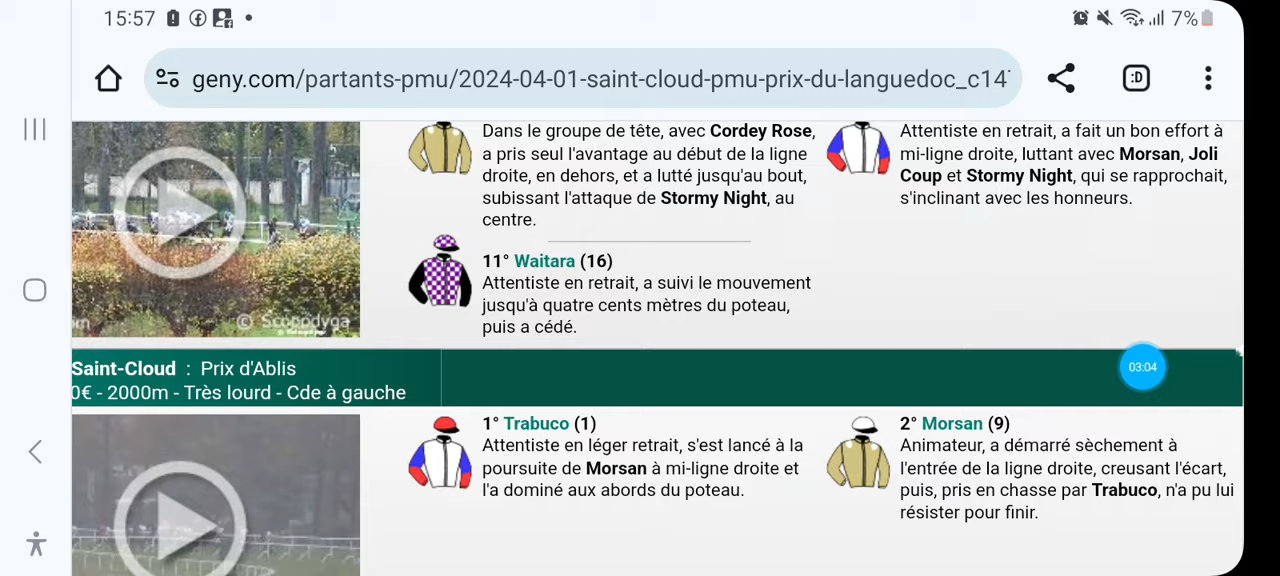 15:57
7%
geny.com/partants-pmu/2024-04-01-saint-cloud-pmu-prix-du-languedoc_c14
:D
Dans le groupe de tête, avec Cordey Rose,
a pris seul l'avantage au début de la ligne
droite, en dehors, et a lutté jusqu'au bout,
subissant l'attaque de Stormy Night, au
centre.
Attentiste en retrait, a fait un bon effort à
mi-ligne droite, luttant avec Morsan, Joli
Coup et Stormy Night, qui se rapprochait,
s'inclinant avec les honneurs.
11° Waitara (16)
Attentiste en retrait, a suivi le mouvement
jusqu'à quatre cents mètres du poteau,
puis a cédé.
© Scoopdyga
Saint-Cloud : Prix d'Ablis
0€ - 2000m - Très lourd - Cde à gauche
03:04
1° Trabuco (1)
Attentiste en léger retrait, s'est lancé à la
poursuite de Morsan à mi-ligne droite et
l'a dominé aux abords du poteau.
2° Morsan (9)
Animateur, a démarré sèchement à
l'entrée de la ligne droite, creusant l'écart,
puis, pris en chasse par Trabuco, n'a pu lui
résister pour finir.